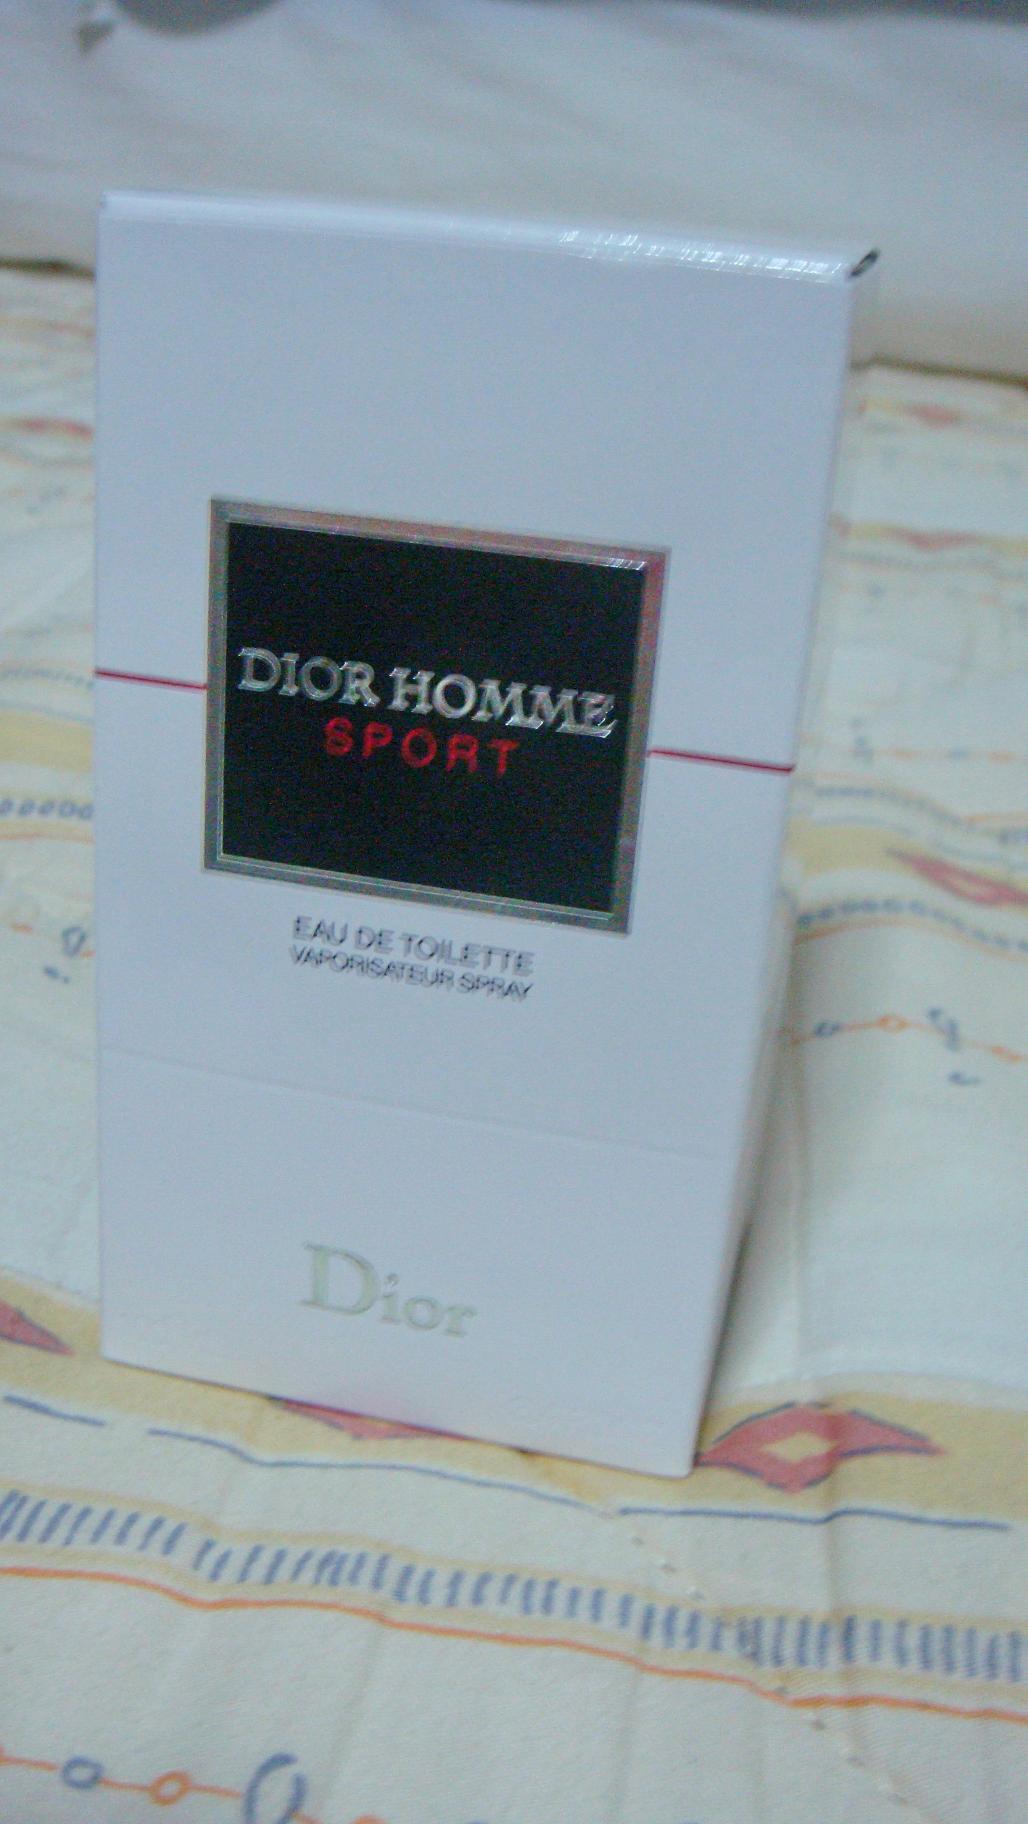 DIOR HOMME
SPORT
EAU DE TOILETTE
VAPORISATEUR SPRAY
Dior